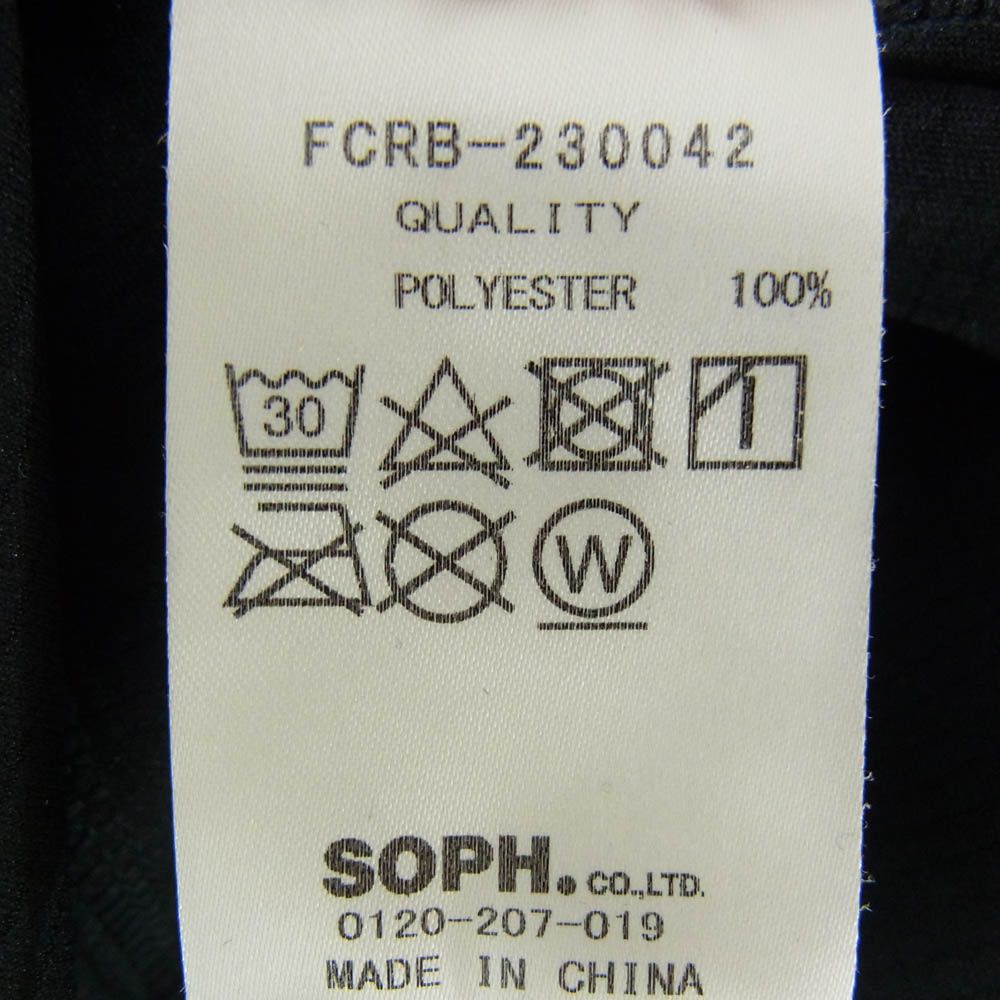 FCRB-230042
QUALITY
POLYESTER 100%
30
W
SOPH. CO.,LTD.
0120-207-019
MADE IN CHINA